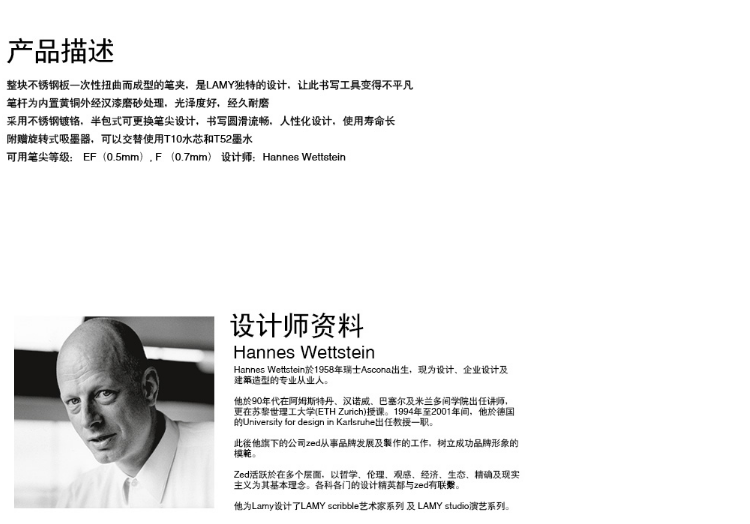 产品描述
整块不锈钢板一次性扭曲而成型的笔夹，是LAMY独特的设计，让此书写工具变得不平凡
笔杆为内置黄铜外经汉漆磨砂处理，光泽度好，经久耐磨
采用不锈钢镀铬，半包式可更换笔尖设计，书写圆滑流畅，人性化设计，使用寿命长
附赠旋转式吸墨器，可以交替使用T10水芯和T52墨水
可用笔尖等级： EF（0.5mm）, F （0.7mm） 设计师：Hannes Wettstein
设计师资料
Hannes Wettstein
Hannes Wettstein於1958年瑞士Ascona出生，现为设计、企业设计及
建築造型的专业从业人。
他於90年代在阿姆斯特丹、汉诺威、巴塞尔及米兰多间学院出任讲师，
更在苏黎世理工大学(ETH Zurich)授课。1994年至2001年间，他於德国
的University for design in Karlsruhe出任教授一职。
此後他旗下的公司zed从事品牌发展及製作的工作，树立成功品牌形象的
模範。
Zed活跃於在多个层面，以哲学、伦理、观感、经济、生态、精确及现实
主义为其基本理念。各科各门的设计精英都与zed有联繫。
他为Lamy设计了LAMY scribble艺术家系列 及 LAMY studio演艺系列。